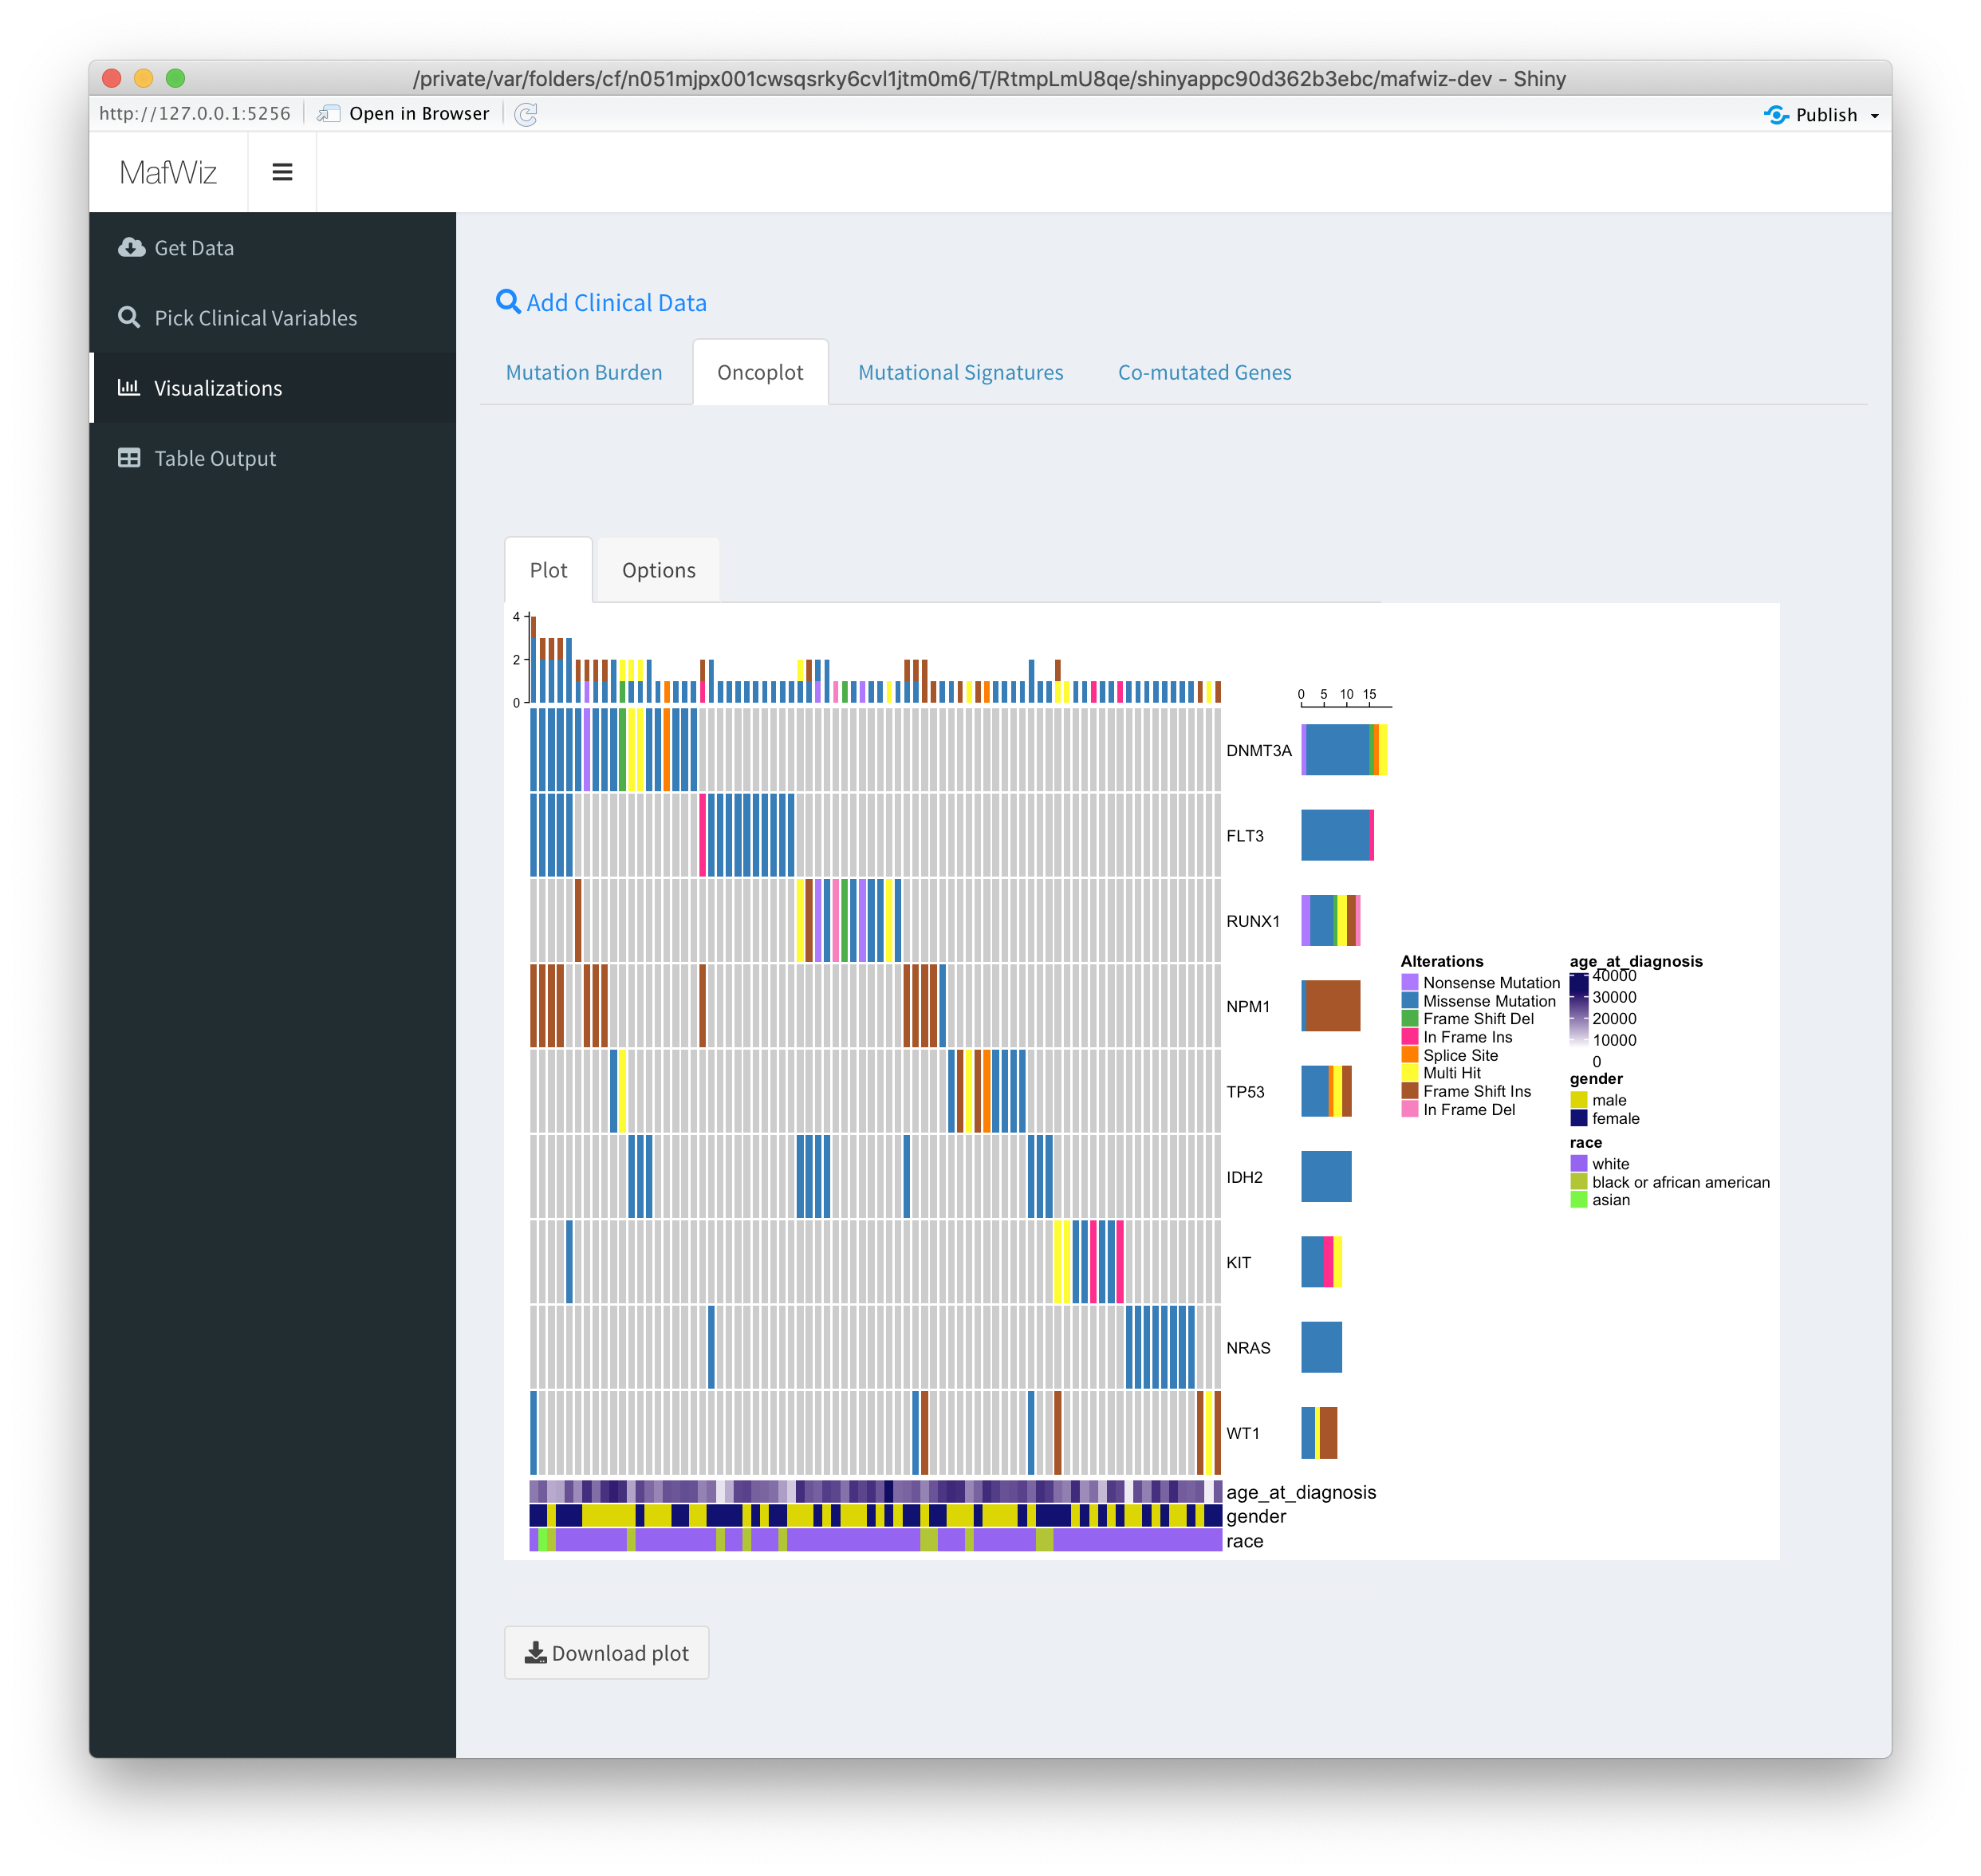 /private/var/folders/cf/n051mjpx001cwsqsrky6cvl1jtm0m6/T/RtmpLmU8qe/shinyappc90d362b3ebc/mafwiz-dev - Shiny
http://127.0.0.1:5256 Open in Browser Publish
MafWiz
Get Data
Pick Clinical Variables
Visualizations
Table Output
Add Clinical Data
Mutation Burden Oncoplot Mutational Signatures Co-mutated Genes
Plot Options
4
2
0
0 5 10 15
DNMT3A
FLT3
RUNX1
NPM1
TP53
IDH2
KIT
NRAS
WT1
age_at_diagnosis
gender
race
Alterations
Nonsense Mutation
Missense Mutation
Frame Shift Del
In Frame Ins
Splice Site
Multi Hit
Frame Shift Ins
In Frame Del
age_at_diagnosis
40000
30000
20000
10000
0
gender
male
female
race
white
black or african american
asian
Download plot